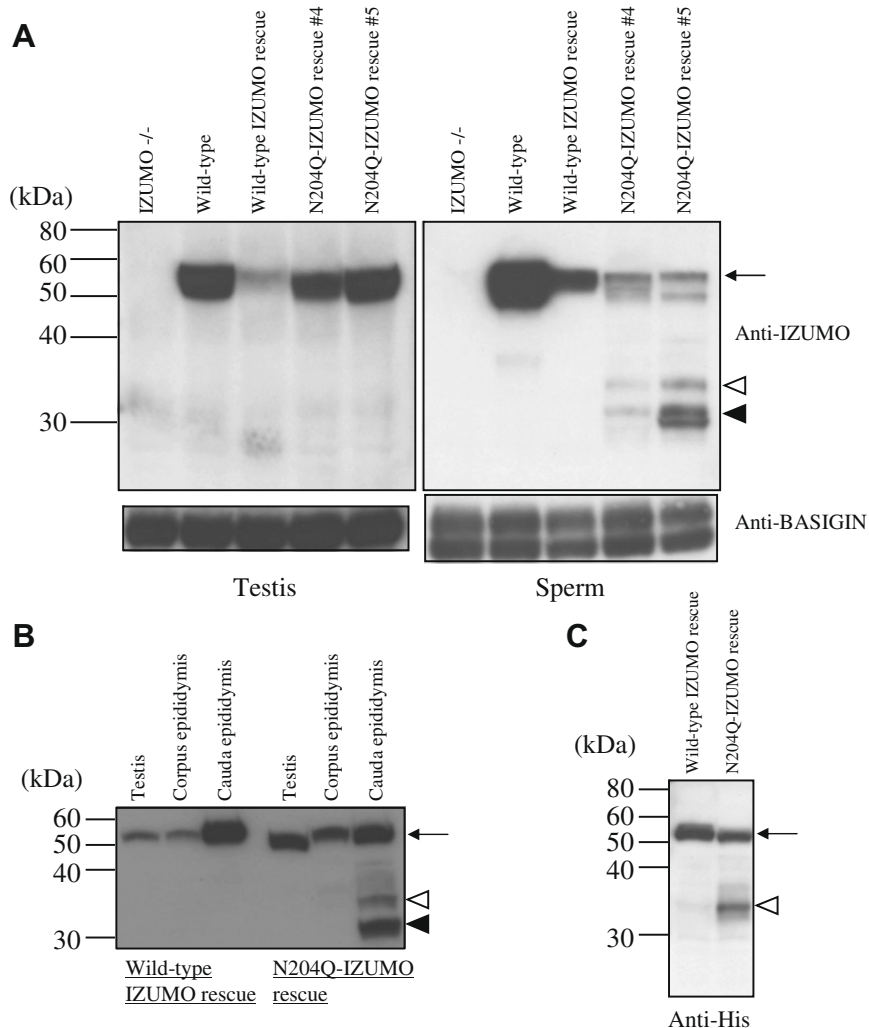 A
IZUMO -/-
Wild-type
Wild-type IZUMO rescue
N204Q-IZUMO rescue #4
N204Q-IZUMO rescue #5
IZUMO -/-
Wild-type
Wild-type IZUMO rescue
N204Q-IZUMO rescue #4
N204Q-IZUMO rescue #5
(kDa)
80
60
50
40
30
Anti-IZUMO
Anti-BASIGIN
Testis
Sperm
B
Testis
Corpus epididymis
Cauda epididymis
Testis
Corpus epididymis
Cauda epididymis
(kDa)
60
50
40
30
Wild-type
IZUMO rescue
N204Q-IZUMO
rescue
C
Wild-type IZUMO rescue
N204Q-IZUMO rescue
(kDa)
80
60
50
40
30
Anti-His